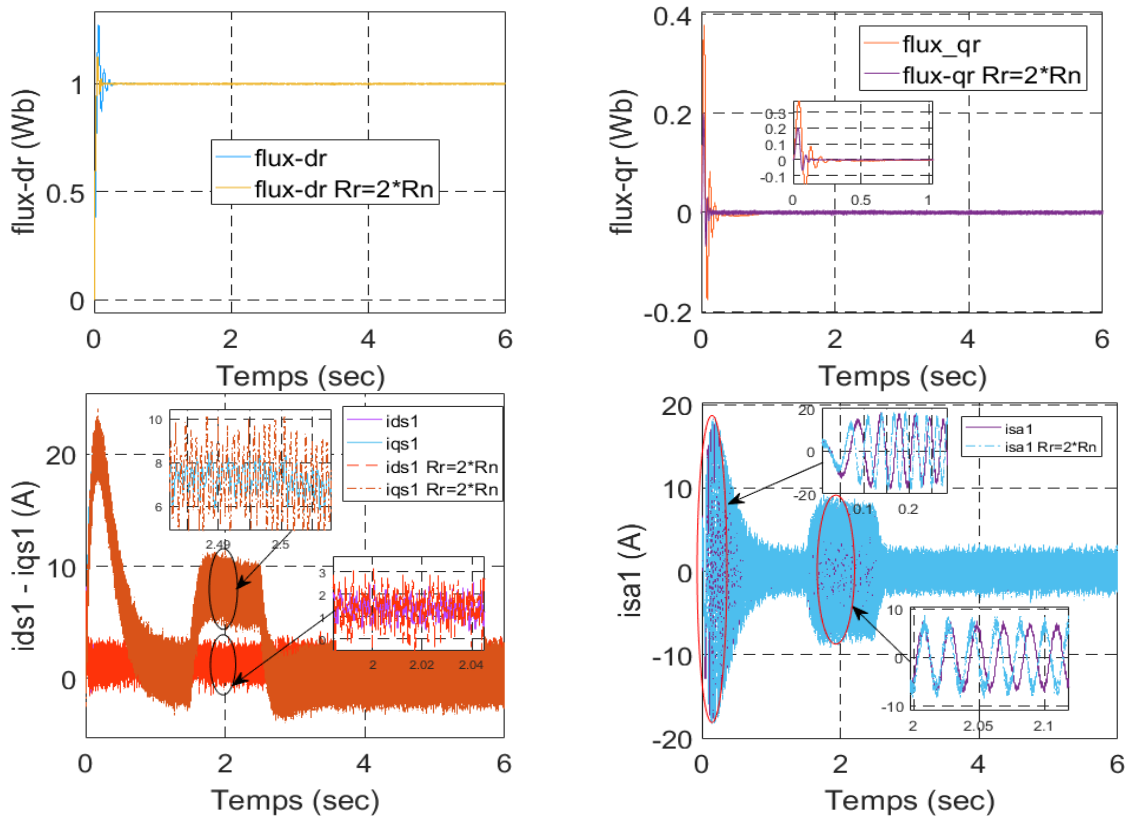 flux-dr (Wb)
1
0.5
0
flux-dr
flux-dr Rr=2*Rn
0 2 4 6
Temps (sec)
flux-qr (Wb)
0.4
0.2
0
-0.2
flux_qr
flux-qr Rr=2*Rn
0.3
0.2
0.1
0
-0.1
0 0.5 1
0 2 4 6
Temps (sec)
ids1 - iqs1 (A)
20
10
0
10
8
6
2.49 2.5
ids1
iqs1
ids1 Rr=2*Rn
iqs1 Rr=2*Rn
3
2
1
0
2 2.02 2.04
0 2 4 6
Temps (sec)
isa1 (A)
20
10
0
-10
-20
20
0
-20
0.1 0.2
isa1
isa1 Rr=2*Rn
10
0
-10
2 2.05 2.1
0 2 4 6
Temps (sec)